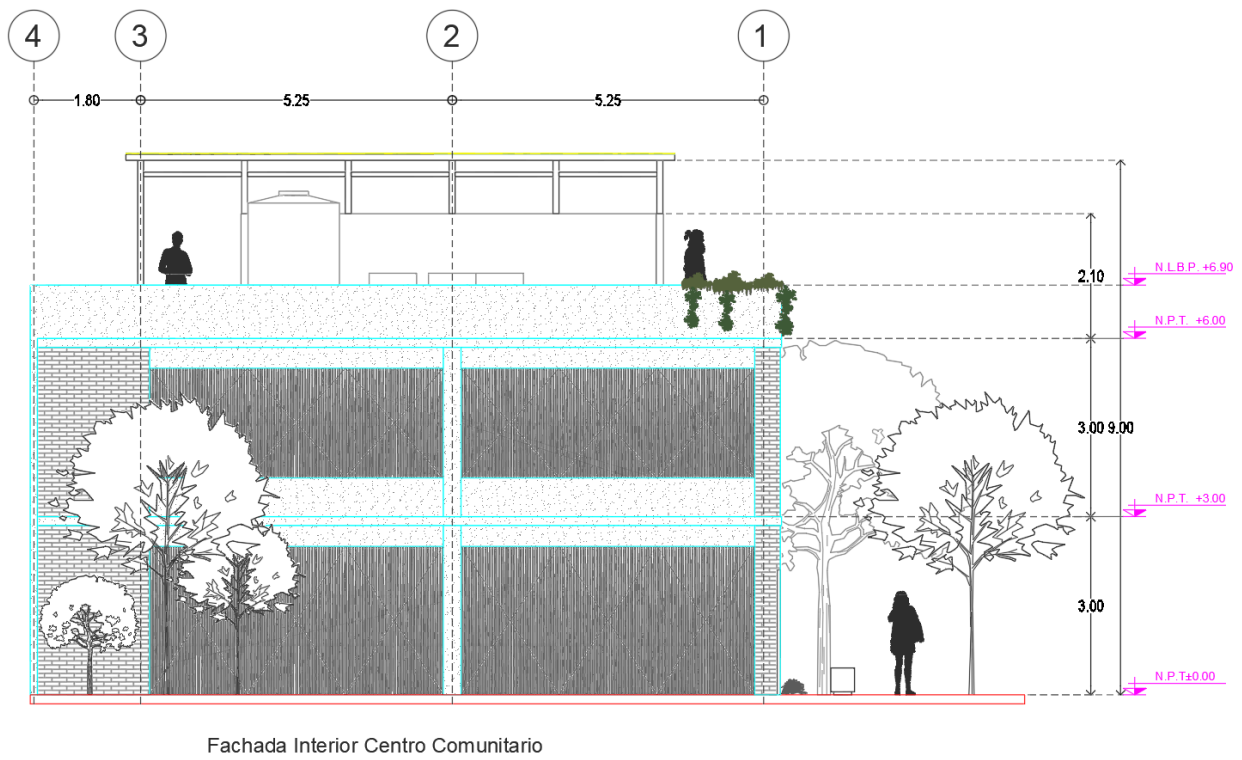 4 3 2 1
1.80 5.25 5.25
N.L.B.P. +6.90
2.10
N.P.T. +6.00
3.00 9.00
N.P.T. +3.00
3.00
N.P.T±0.00
Fachada Interior Centro Comunitario